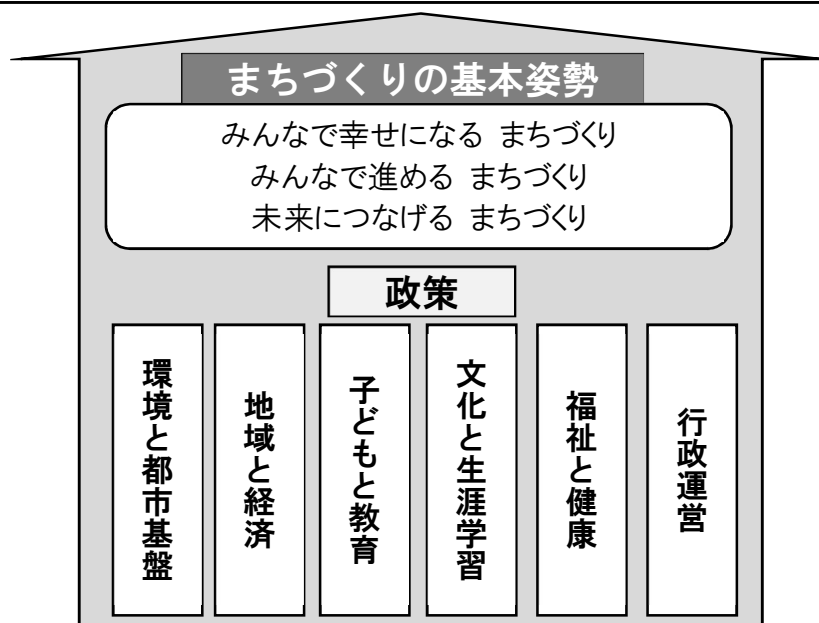 まちづくりの基本姿勢
みんなで幸せになる まちづくり
みんなで進める まちづくり
未来につなげる まちづくり
政策
環境と都市基盤
地域と経済
子どもと教育
文化と生涯学習
福祉と健康
行政運営